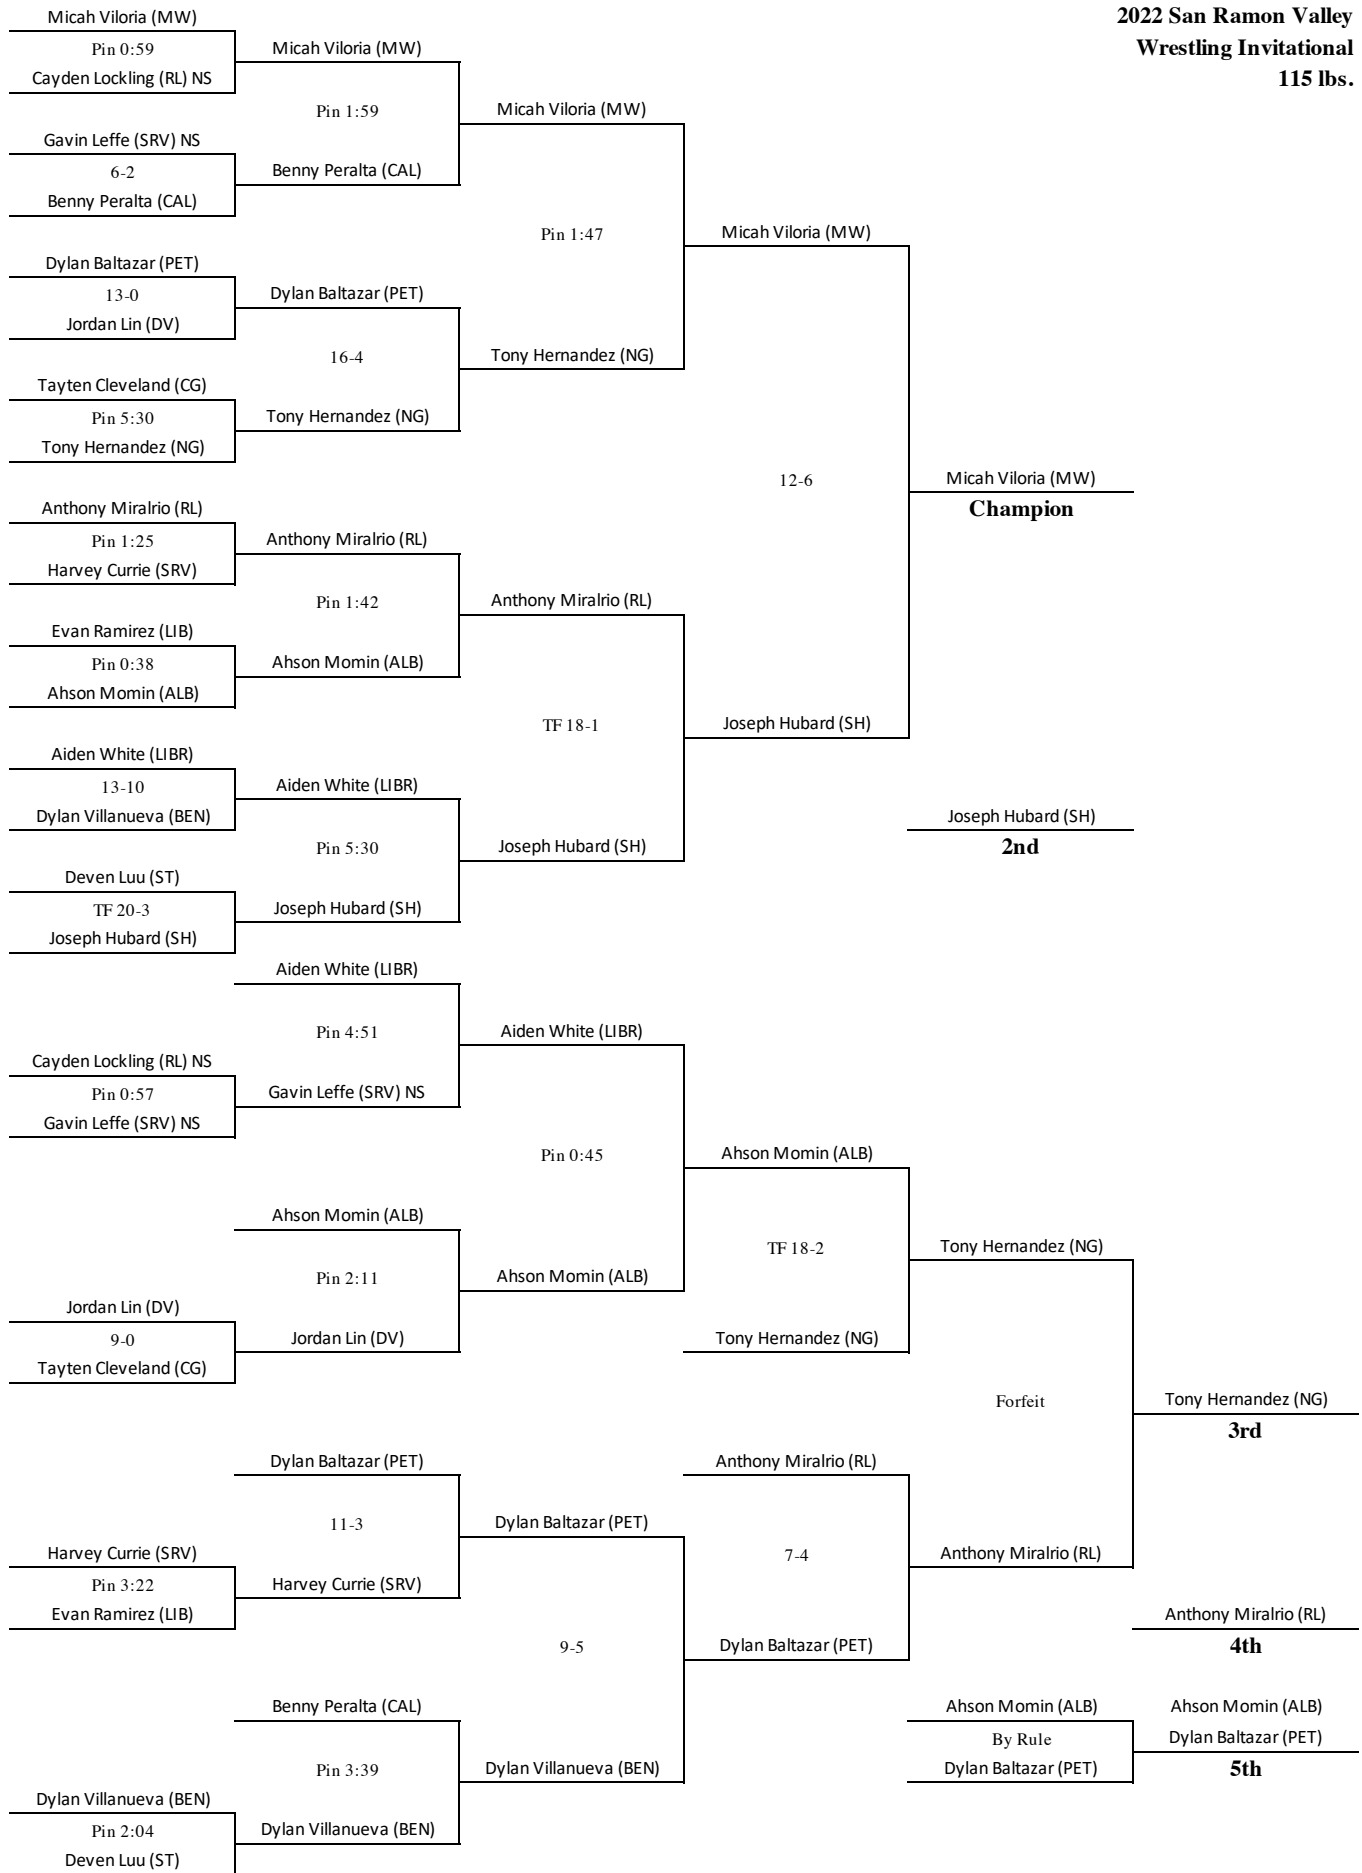 2022 San Ramon Valley
Wrestling Invitational
115 lbs.
Micah Viloria (MW)
Pin 0:59
Cayden Lockling (RL) NS
Gavin Leffe (SRV) NS
6-2
Benny Peralta (CAL)
Dylan Baltazar (PET)
13-0
Jordan Lin (DV)
Tayten Cleveland (CG)
Pin 5:30
Tony Hernandez (NG)
Anthony Miralrio (RL)
Pin 1:25
Harvey Currie (SRV)
Evan Ramirez (LIB)
Pin 0:38
Ahson Momin (ALB)
Aiden White (LIBR)
13-10
Dylan Villanueva (BEN)
Deven Luu (ST)
TF 20-3
Joseph Hubard (SH)
Micah Viloria (MW)
Pin 1:59
Benny Peralta (CAL)
Dylan Baltazar (PET)
16-4
Tony Hernandez (NG)
Anthony Miralrio (RL)
Pin 1:42
Ahson Momin (ALB)
Aiden White (LIBR)
Pin 5:30
Joseph Hubard (SH)
Micah Viloria (MW)
Pin 1:47
Tony Hernandez (NG)
Anthony Miralrio (RL)
TF 18-1
Joseph Hubard (SH)
Micah Viloria (MW)
12-6
Joseph Hubard (SH)
Micah Viloria (MW)
Champion
Joseph Hubard (SH)
2nd
Cayden Lockling (RL) NS
Pin 0:57
Gavin Leffe (SRV) NS
Jordan Lin (DV)
9-0
Tayten Cleveland (CG)
Harvey Currie (SRV)
Pin 3:22
Evan Ramirez (LIB)
Dylan Villanueva (BEN)
Pin 2:04
Deven Luu (ST)
Aiden White (LIBR)
Pin 4:51
Gavin Leffe (SRV) NS
Ahson Momin (ALB)
Pin 2:11
Jordan Lin (DV)
Dylan Baltazar (PET)
11-3
Harvey Currie (SRV)
Benny Peralta (CAL)
Pin 3:39
Dylan Villanueva (BEN)
Aiden White (LIBR)
Pin 0:45
Ahson Momin (ALB)
Dylan Baltazar (PET)
9-5
Dylan Villanueva (BEN)
Ahson Momin (ALB)
TF 18-2
Tony Hernandez (NG)
Anthony Miralrio (RL)
7-4
Dylan Baltazar (PET)
Tony Hernandez (NG)
Forfeit
Anthony Miralrio (RL)
Tony Hernandez (NG)
3rd
Anthony Miralrio (RL)
4th
Ahson Momin (ALB)
By Rule
Dylan Baltazar (PET)
Ahson Momin (ALB)
Dylan Baltazar (PET)
5th